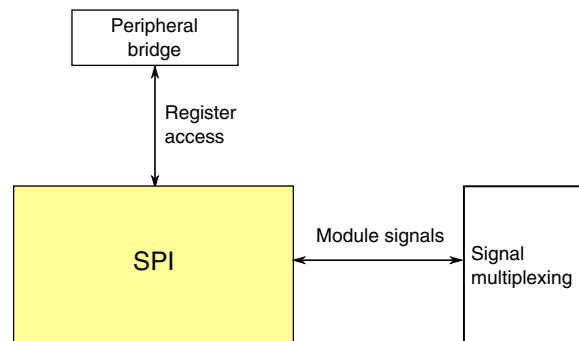 Peripheral
bridge
Register
access
SPI
Module signals
Signal
multiplexing